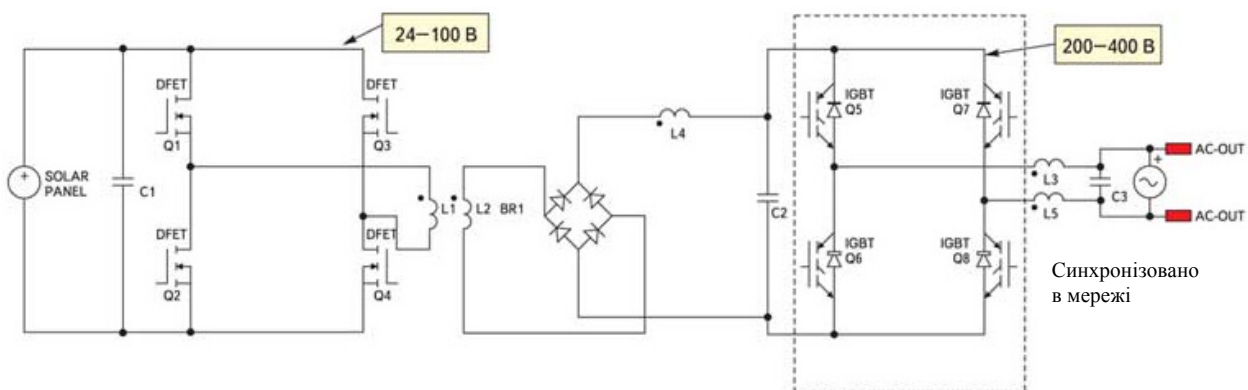 24–100 В
200–400 В
DFET
Q1
DFET
Q3
SOLAR
PANEL
C1
DFET
Q2
DFET
Q4
L1
L2
BR1
L4
C2
IGBT
Q5
IGBT
Q7
IGBT
Q6
IGBT
Q8
L3
L5
C3
AC-OUT
AC-OUT
Синхронізовано
в мережі